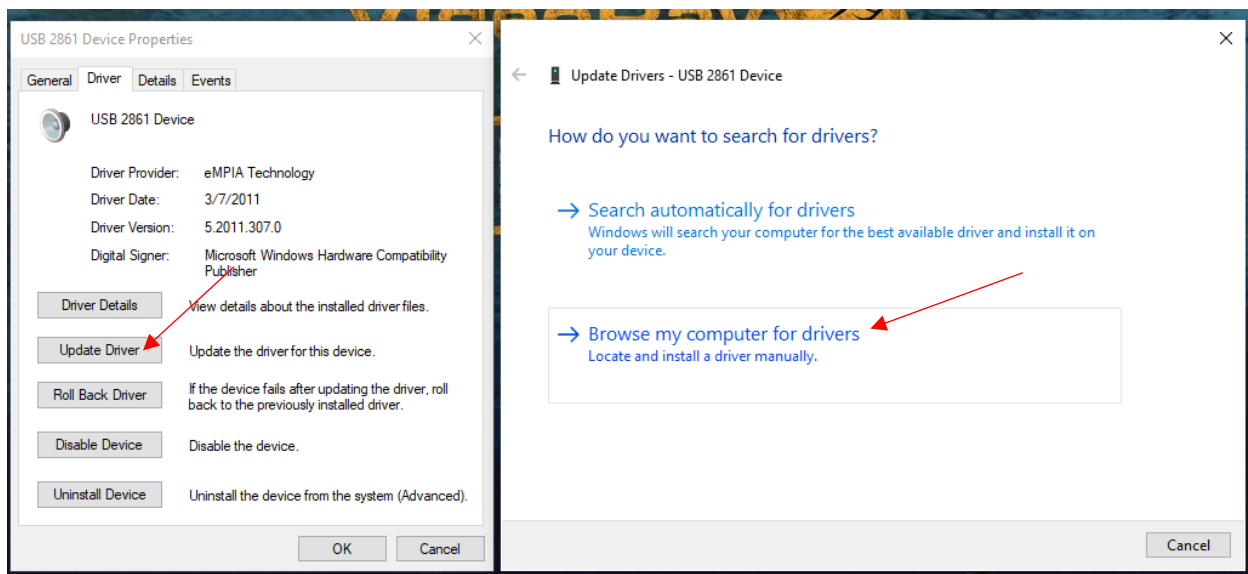 USB 2861 Device Properties
General Driver Details Events
USB 2861 Device
Driver Provider: eMPIA Technology
Driver Date: 3/7/2011
Driver Version: 5.2011.307.0
Digital Signer: Microsoft Windows Hardware Compatibility
Publisher
Driver Details View details about the installed driver files.
Update Driver Update the driver for this device.
Roll Back Driver If the device fails after updating the driver, roll
back to the previously installed driver.
Disable Device Disable the device.
Uninstall Device Uninstall the device from the system (Advanced).
OK Cancel
Update Drivers - USB 2861 Device
How do you want to search for drivers?
Search automatically for drivers
Windows will search your computer for the best available driver and install it on
your device.
Browse my computer for drivers
Locate and install a driver manually.
Cancel